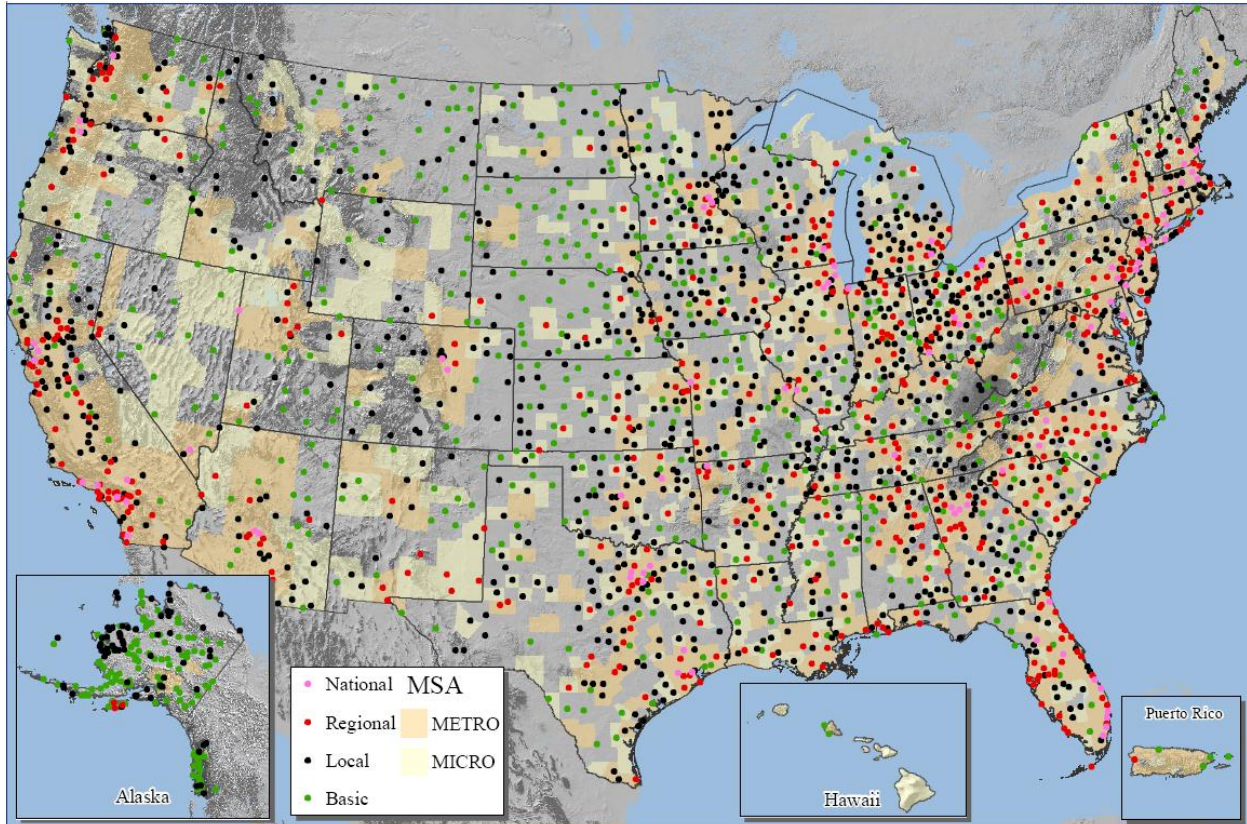 National MSA
Regional METRO
Local MICRO
Basic
Alaska
Hawaii
Puerto Rico